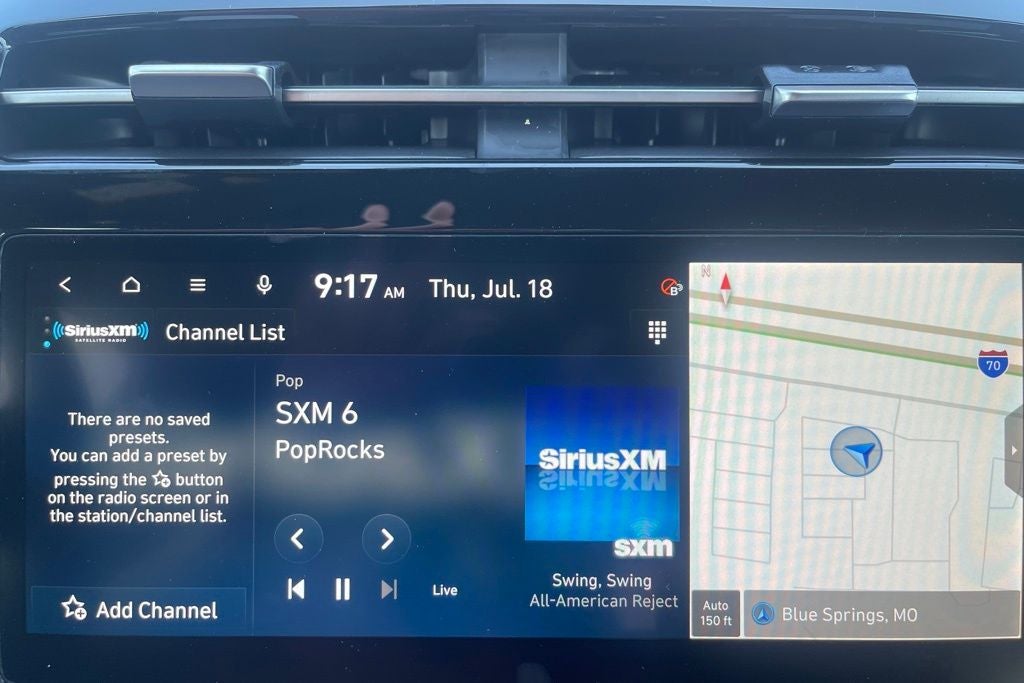 9:17 AM Thu, Jul. 18
B
((SiriusXM))
SATELLITE RADIO
Channel List
There are no saved
presets.
You can add a preset by
pressing the button
on the radio screen or in
the station/channel list.
Add Channel
Pop
SXM 6
PopRocks
Live
SiriusXM
sxm
Swing, Swing
All-American Reject
N
70
Auto
150 ft
Blue Springs, MO